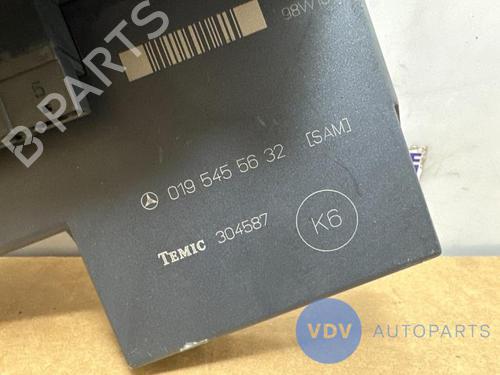 019 545 56 32 [SAM]
TEMIC 304587
K6
B-PARTS
VDV AUTOPARTS